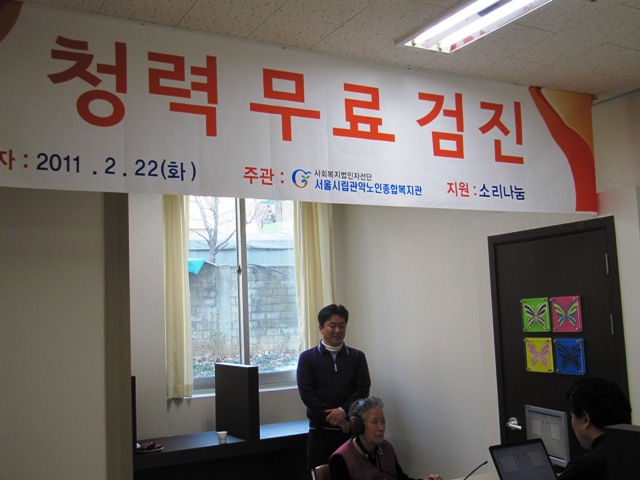 청력 무료 검진
자 : 2011 . 2 . 22(화)
주관 : 사회복지법인자선단
서울시립관악노인종합복지관
지원 : 소리나눔